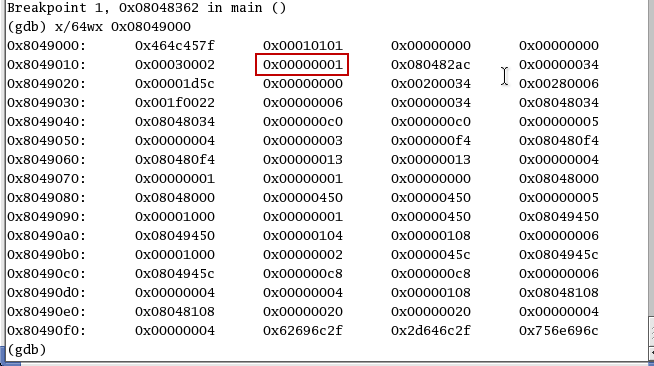 Breakpoint 1, 0x08048362 in main ()
(gdb) x/64wx 0x08049000
0x8049000: 0x464c457f 0x00010101 0x00000000 0x00000000
0x8049010: 0x00030002 0x00000001 0x080482ac 0x00000034
0x8049020: 0x00001d5c 0x00000000 0x00200034 0x00280006
0x8049030: 0x001f0022 0x00000006 0x00000034 0x08048034
0x8049040: 0x08048034 0x000000c0 0x000000c0 0x00000005
0x8049050: 0x00000004 0x00000003 0x000000f4 0x080480f4
0x8049060: 0x080480f4 0x00000013 0x00000013 0x00000004
0x8049070: 0x00000001 0x00000001 0x00000000 0x08048000
0x8049080: 0x08048000 0x00000450 0x00000450 0x00000005
0x8049090: 0x00001000 0x00000001 0x00000450 0x08049450
0x80490a0: 0x08049450 0x00000104 0x00000108 0x00000006
0x80490b0: 0x00001000 0x00000002 0x0000045c 0x0804945c
0x80490c0: 0x0804945c 0x000000c8 0x000000c8 0x00000006
0x80490d0: 0x00000004 0x00000004 0x00000108 0x08048108
0x80490e0: 0x08048108 0x00000020 0x00000020 0x00000004
0x80490f0: 0x00000004 0x62696c2f 0x2d646c2f 0x756e696c
(gdb)